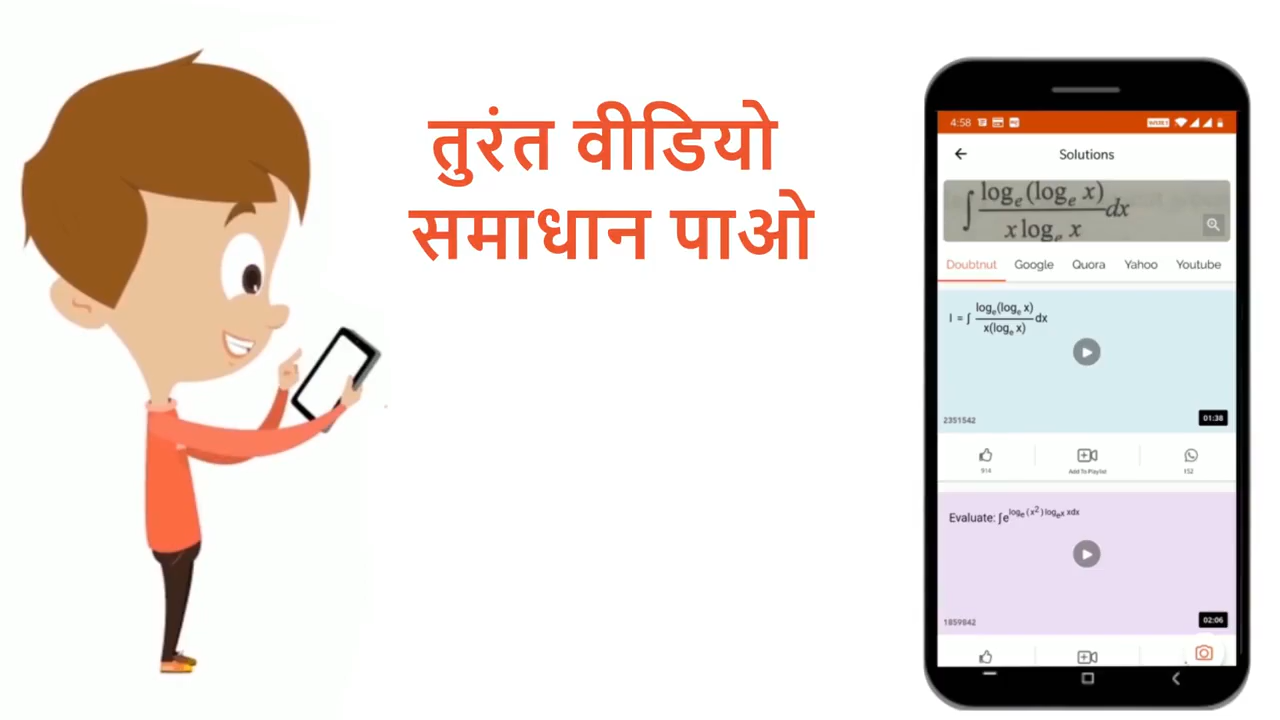 तुरंत वीडियो
समाधान पाओ
4:58
Solutions
∫ log_e (log_e x) / x log_e x dx
Doubtnut Google Quora Yahoo Youtube
I = ∫ log_e(log_e x) / x(log_e x) dx
2351542 01:38
914 Add To Playlist 152
Evaluate: ∫e^log_e (x^2) log_e x xdx
1859842 02:06